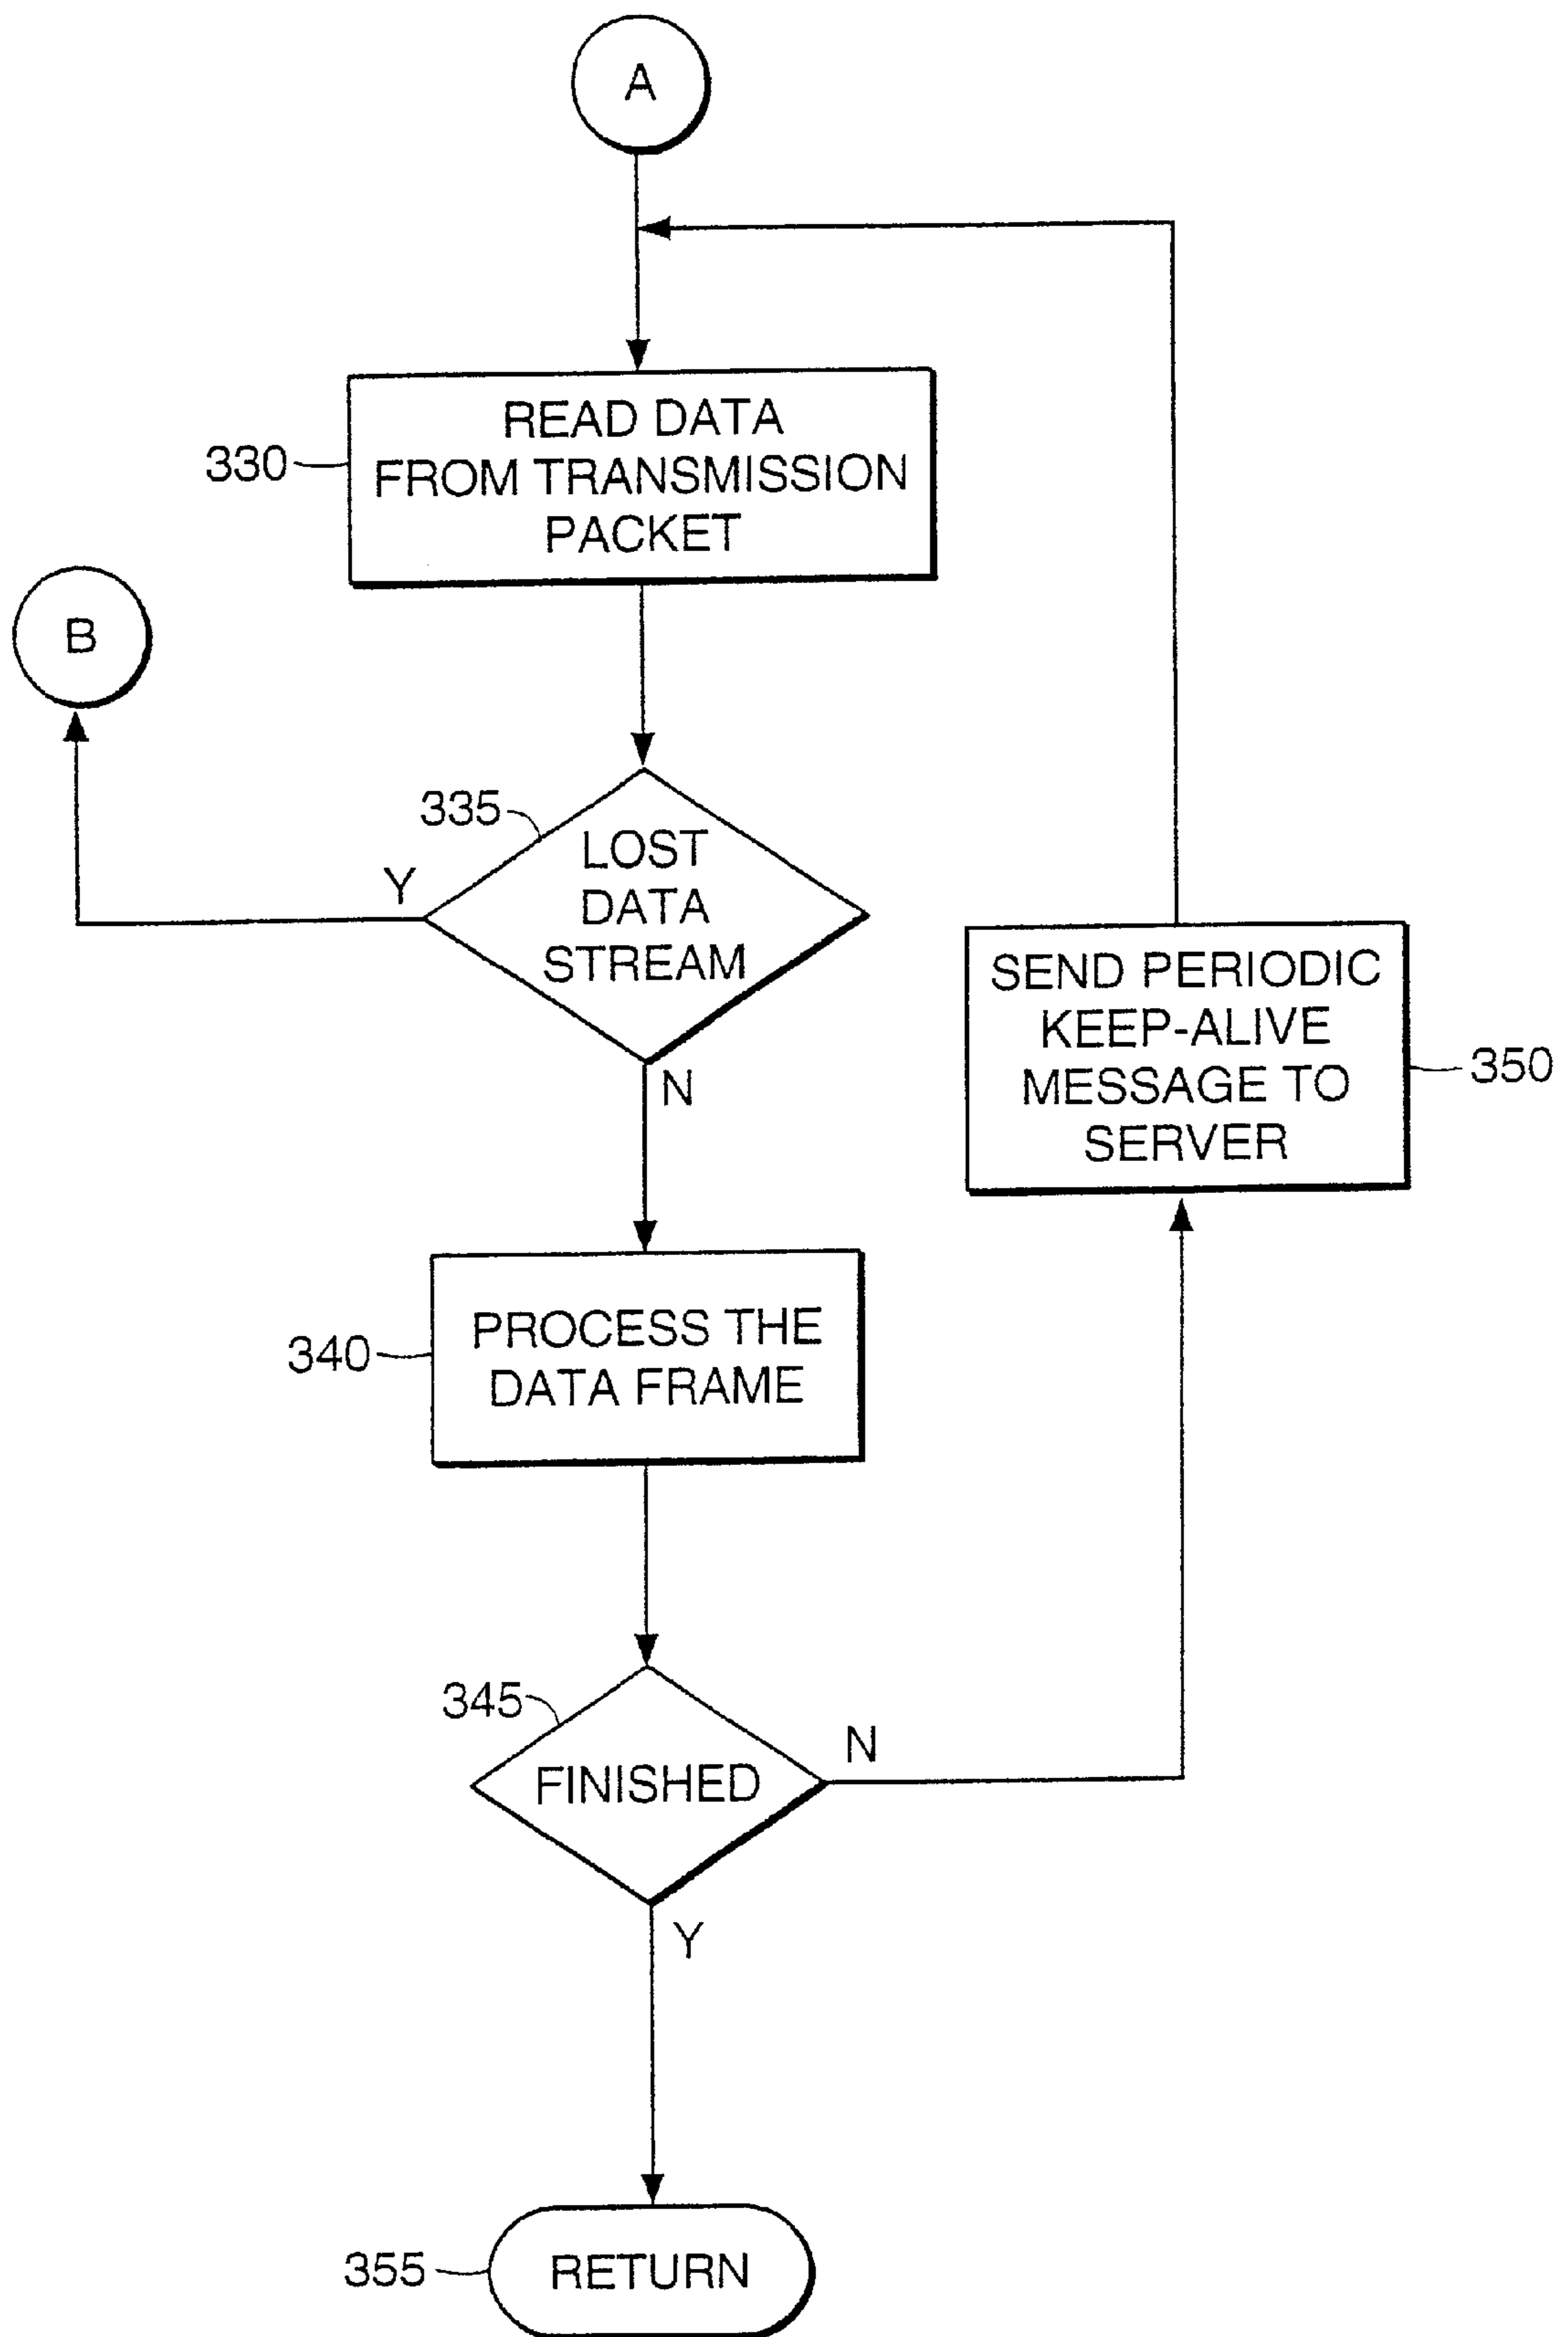 A
READ DATA
FROM TRANSMISSION
PACKET
330
B
335
LOST
DATA
STREAM
Y
N
SEND PERIODIC
KEEP-ALIVE
MESSAGE TO
SERVER
350
PROCESS THE
DATA FRAME
340
345
FINISHED
N
Y
355
RETURN